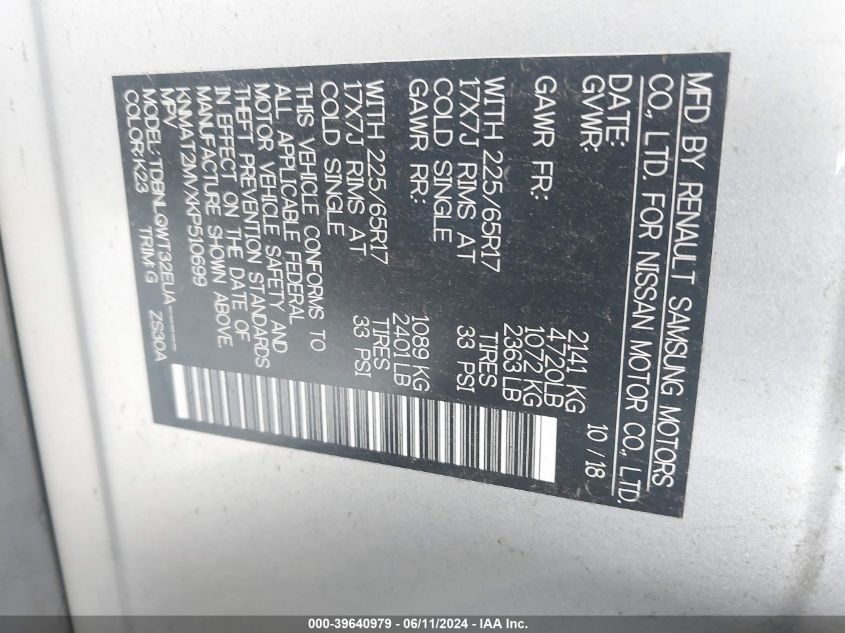 MFD BY RENAULT SAMSUNG MOTORS
CO., LTD. FOR NISSAN MOTOR CO., LTD.
DATE: 10 / 18
GVWR: 2141 KG
4720LB
GAWR FR: 1072 KG
2363 LB
WITH 225/65R17 TIRES
17X7J RIMS AT 33 PSI
COLD SINGLE
GAWR RR: 1089 KG
2401 LB
WITH 225/65R17 TIRES
17X7J RIMS AT 33 PSI
COLD SINGLE
THIS VEHICLE CONFORMS TO
ALL APPLICABLE FEDERAL
MOTOR VEHICLE SAFETY AND
THEFT PREVENTION STANDARDS
IN EFFECT ON THE DATE OF
MANUFACTURE SHOWN ABOVE.
KNMAT2MVXKP510699
MPV
MODEL: TDBNLQWT32EUA-----
COLOR:K23 TRIM:G ZS30A
000-39640979 - 06/11/2024 - IAA Inc.